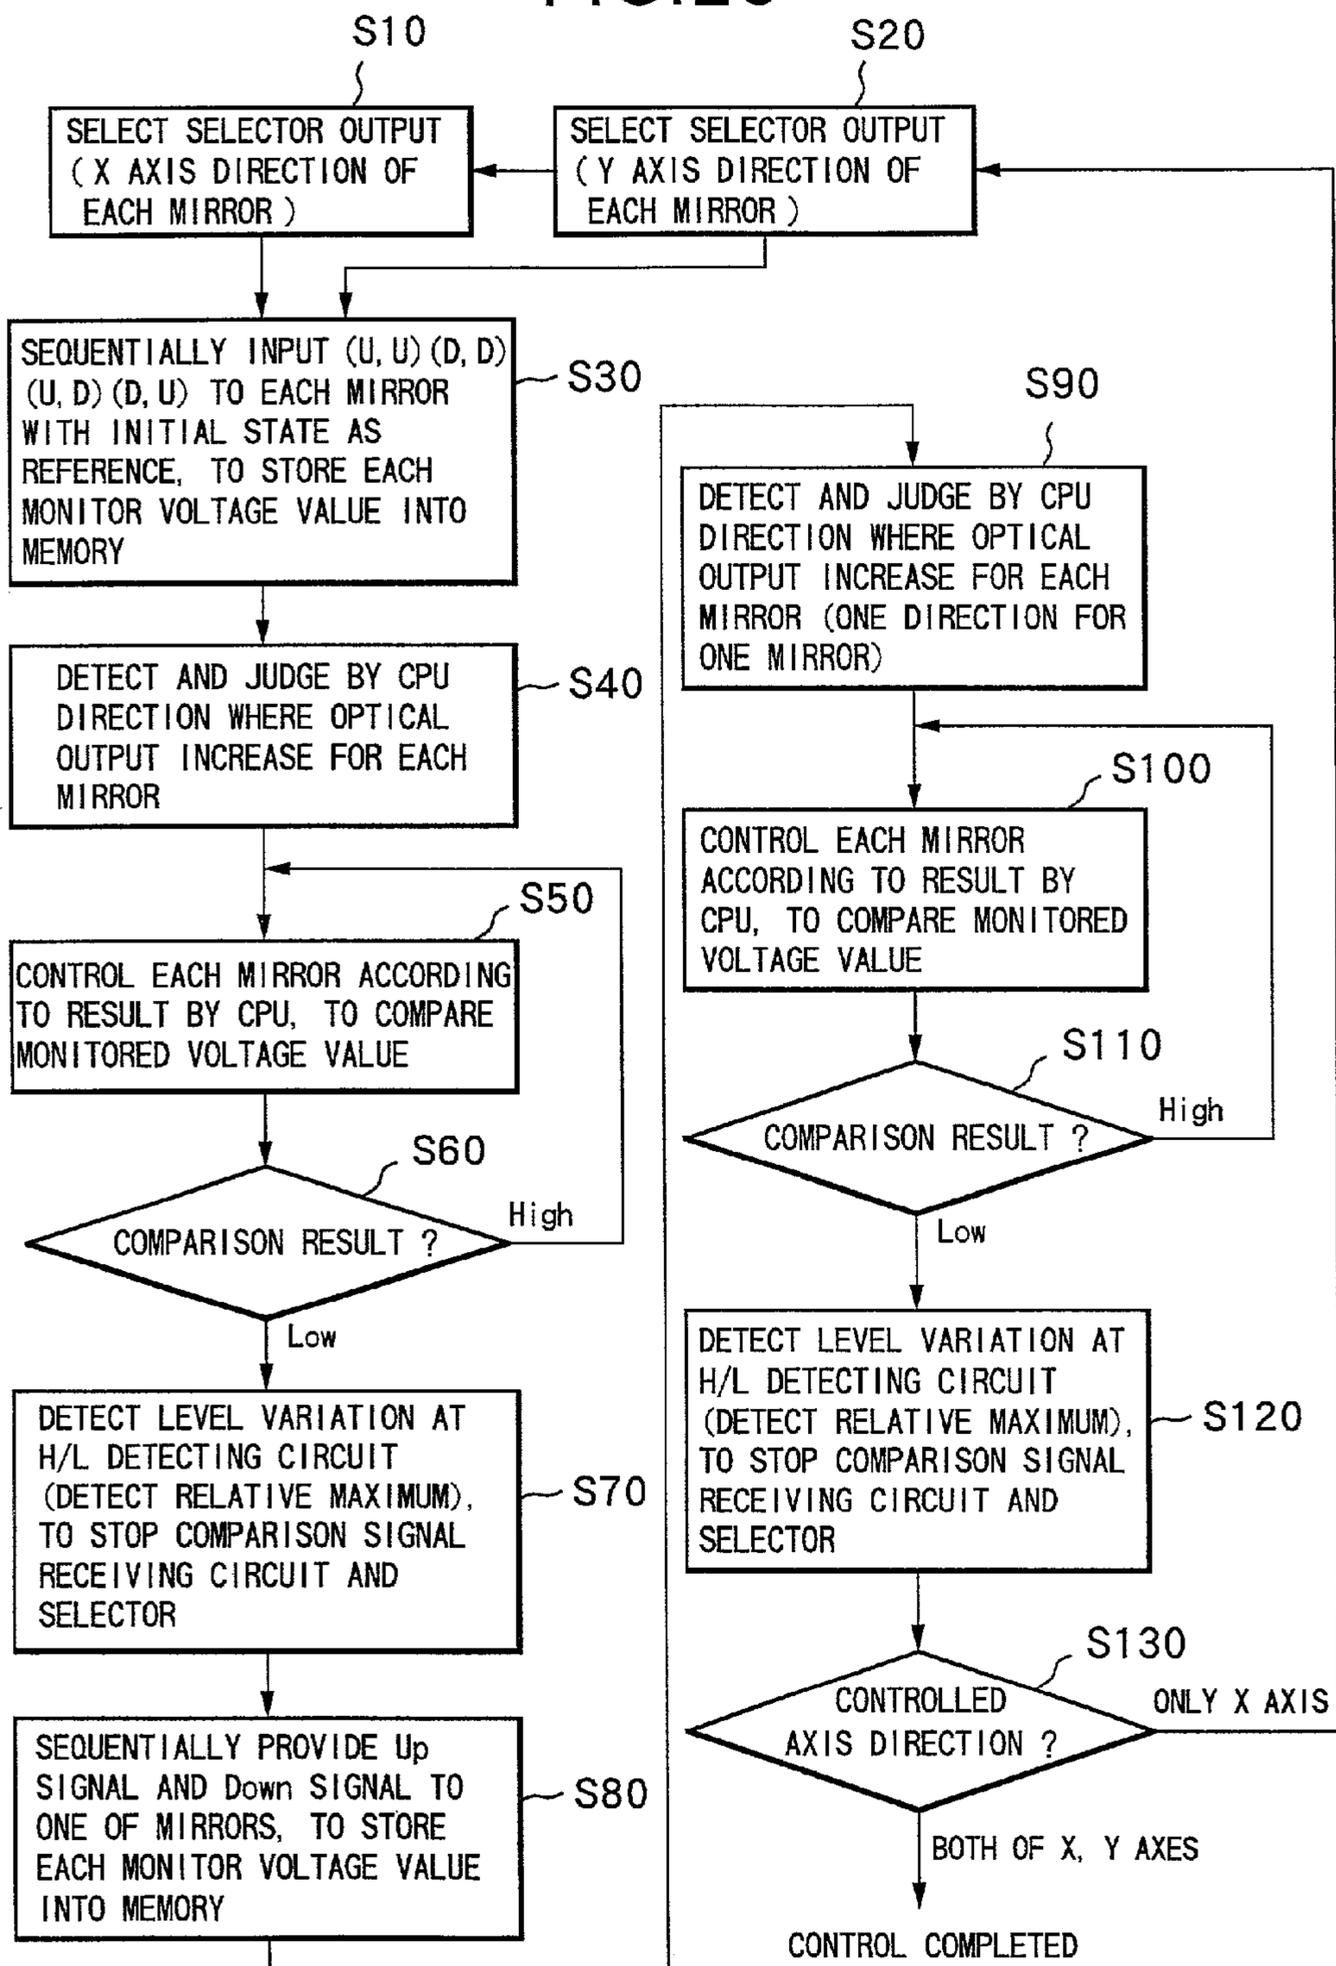 S10
SELECT SELECTOR OUTPUT
(X AXIS DIRECTION OF
EACH MIRROR)
S20
SELECT SELECTOR OUTPUT
(Y AXIS DIRECTION OF
EACH MIRROR)
SEQUENTIALLY INPUT (U,U)(D,D)
(U,D)(D,U) TO EACH MIRROR
WITH INITIAL STATE AS
REFERENCE, TO STORE EACH
MONITOR VOLTAGE VALUE INTO
MEMORY
S30
DETECT AND JUDGE BY CPU
DIRECTION WHERE OPTICAL
OUTPUT INCREASE FOR EACH
MIRROR
S40
S50
CONTROL EACH MIRROR ACCORDING
TO RESULT BY CPU, TO COMPARE
MONITORED VOLTAGE VALUE
S60
COMPARISON RESULT ?
High
Low
DETECT LEVEL VARIATION AT
H/L DETECTING CIRCUIT
(DETECT RELATIVE MAXIMUM),
TO STOP COMPARISON SIGNAL
RECEIVING CIRCUIT AND
SELECTOR
S70
SEQUENTIALLY PROVIDE Up
SIGNAL AND Down SIGNAL TO
ONE OF MIRRORS, TO STORE
EACH MONITOR VOLTAGE VALUE
INTO MEMORY
S80
S90
DETECT AND JUDGE BY CPU
DIRECTION WHERE OPTICAL
OUTPUT INCREASE FOR EACH
MIRROR (ONE DIRECTION FOR
ONE MIRROR)
S100
CONTROL EACH MIRROR
ACCORDING TO RESULT BY
CPU, TO COMPARE MONITORED
VOLTAGE VALUE
S110
COMPARISON RESULT ?
High
Low
DETECT LEVEL VARIATION AT
H/L DETECTING CIRCUIT
(DETECT RELATIVE MAXIMUM),
TO STOP COMPARISON SIGNAL
RECEIVING CIRCUIT AND
SELECTOR
S120
S130
CONTROLLED
AXIS DIRECTION ?
ONLY X AXIS
BOTH OF X, Y AXES
CONTROL COMPLETED